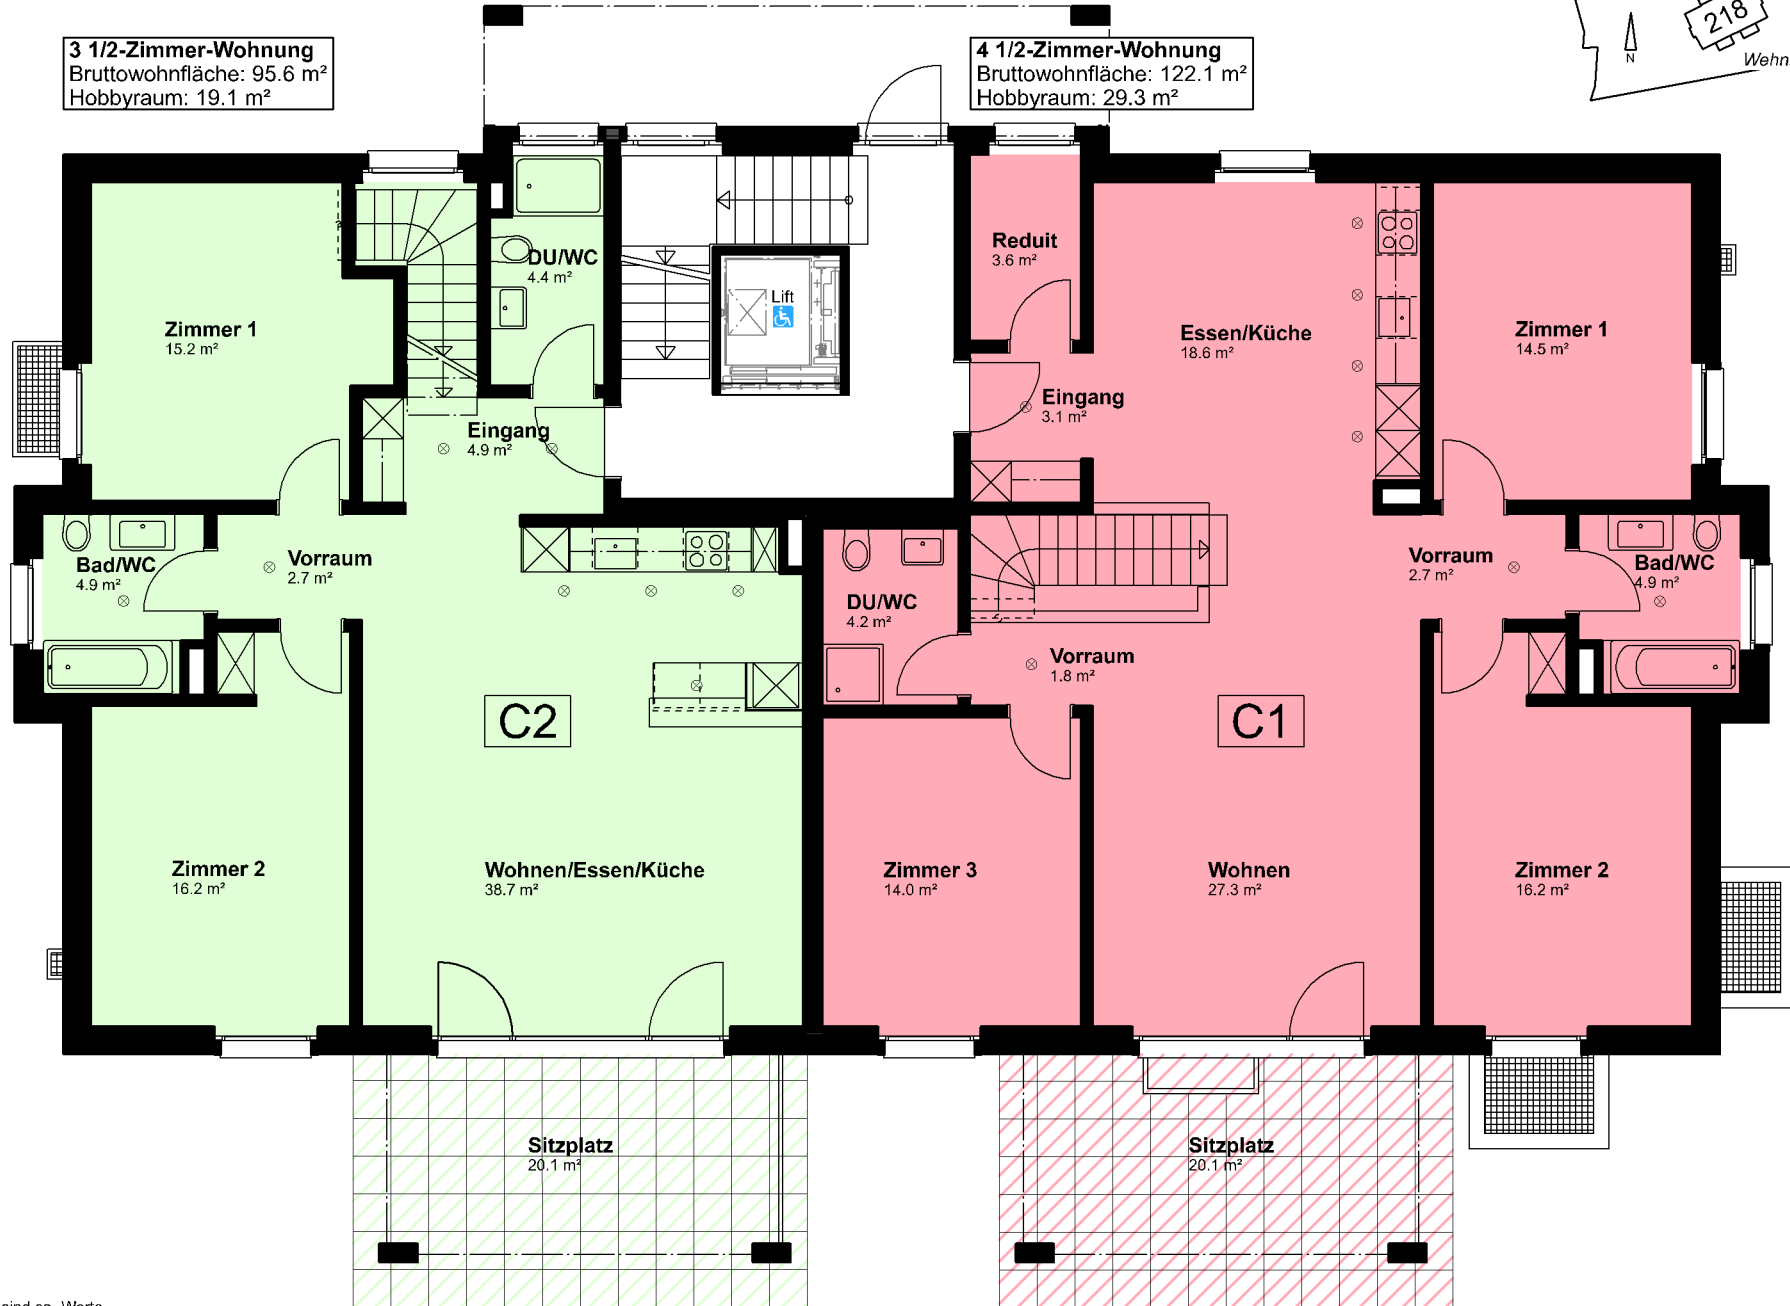 3 1/2-Zimmer-Wohnung
Bruttowohnfläche: 95.6 m²
Hobbyraum: 19.1 m²
4 1/2-Zimmer-Wohnung
Bruttowohnfläche: 122.1 m²
Hobbyraum: 29.3 m²
218
N
Wehn
DU/WC
4.4 m²
Reduit
3.6 m²
Lift
Zimmer 1
15.2 m²
Essen/Küche
18.6 m²
Zimmer 1
14.5 m²
Eingang
4.9 m²
Eingang
3.1 m²
Bad/WC
4.9 m²
Vorraum
2.7 m²
Vorraum
2.7 m²
Bad/WC
4.9 m²
DU/WC
4.2 m²
Vorraum
1.8 m²
C2
C1
Zimmer 2
16.2 m²
Wohnen/Essen/Küche
38.7 m²
Zimmer 3
14.0 m²
Wohnen
27.3 m²
Zimmer 2
16.2 m²
Sitzplatz
20.1 m²
Sitzplatz
20.1 m²
sind ca. Werte